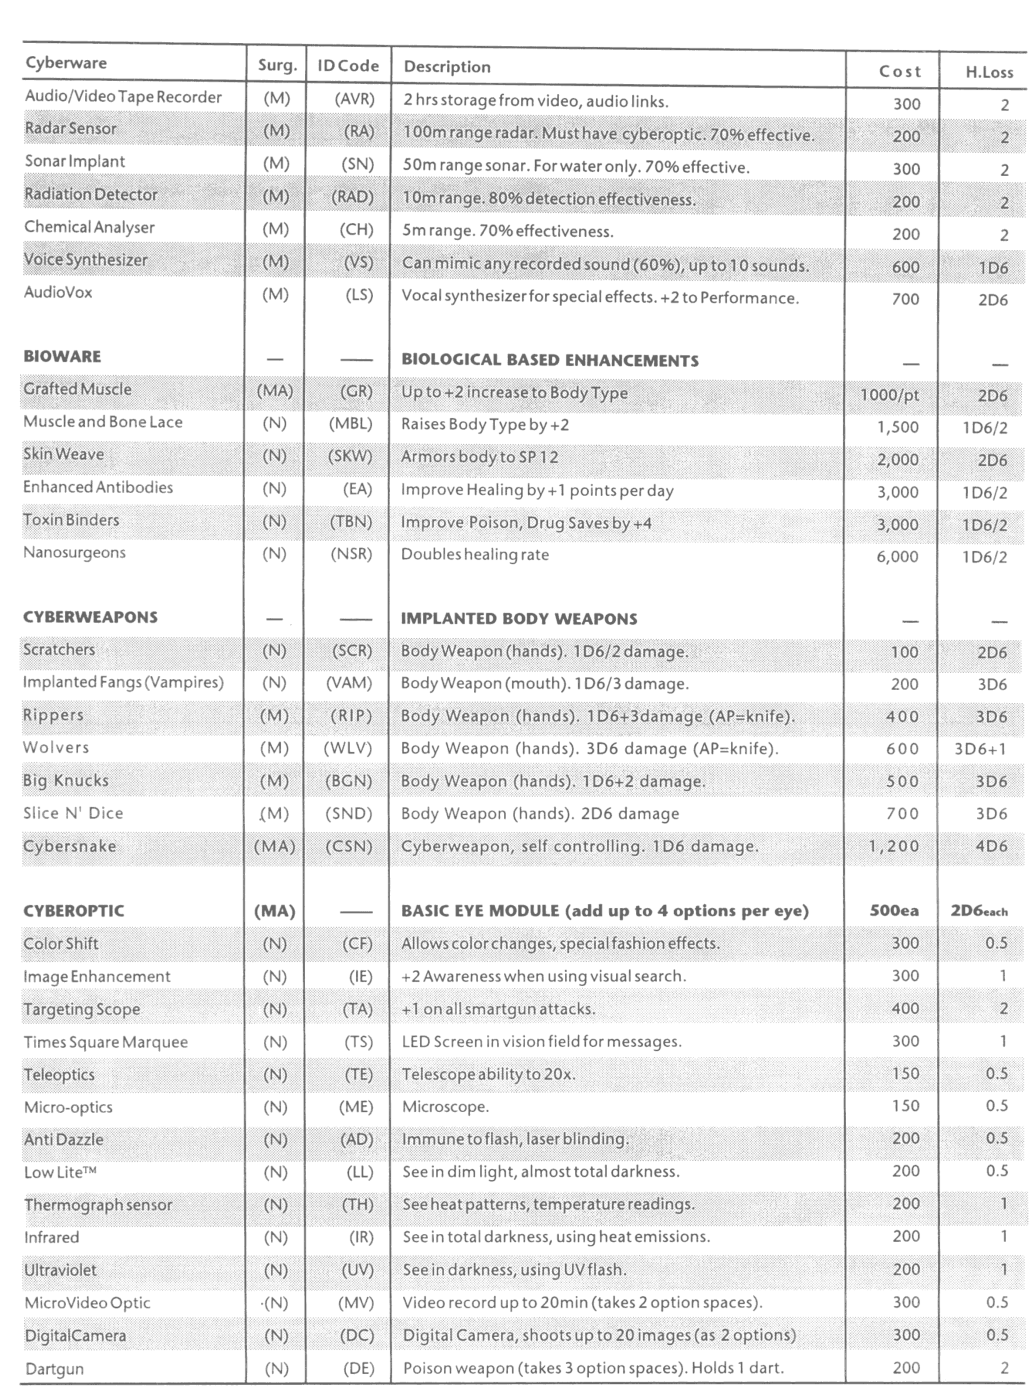 Cyberware Surg. ID Code Description Cost H.Loss
Audio/Video Tape Recorder (M) (AVR) 2 hrs storage from video, audio links. 300 2
Radar Sensor (M) (RA) 100m range radar. Must have cyberoptic. 70% effective. 200 2
Sonar Implant (M) (SN) 50m range sonar. For water only. 70% effective. 300 2
Radiation Detector (M) (RAD) 10m range. 80% detection effectiveness. 200 2
Chemical Analyser (M) (CH) 5m range. 70% effectiveness. 200 2
Voice Synthesizer (M) (VS) Can mimic any recorded sound (60%), up to 10 sounds. 600 1D6
AudioVox (M) (LS) Vocal synthesizer for special effects. +2 to Performance. 700 2D6
BIOWARE — — BIOLOGICAL BASED ENHANCEMENTS — —
Grafted Muscle (MA) (GR) Up to +2 increase to Body Type 1000/pt 2D6
Muscle and Bone Lace (N) (MBL) Raises Body Type by +2 1,500 1D6/2
Skin Weave (N) (SKW) Armors body to SP 12 2,000 2D6
Enhanced Antibodies (N) (EA) Improve Healing by +1 points per day 3,000 1D6/2
Toxin Binders (N) (TBN) Improve Poison, Drug Saves by +4 3,000 1D6/2
Nanosurgeons (N) (NSR) Doubles healing rate 6,000 1D6/2
CYBERWEAPONS — — IMPLANTED BODY WEAPONS — —
Scratchers (N) (SCR) Body Weapon (hands). 1D6/2 damage. 100 2D6
Implanted Fangs (Vampires) (N) (VAM) Body Weapon (mouth). 1D6/3 damage. 200 3D6
Rippers (M) (RIP) Body Weapon (hands). 1D6+3damage (AP=knife). 400 3D6
Wolvers (M) (WLV) Body Weapon (hands). 3D6 damage (AP=knife). 600 3D6+1
Big Knucks (M) (BGN) Body Weapon (hands). 1D6+2 damage. 500 3D6
Slice N' Dice (M) (SND) Body Weapon (hands). 2D6 damage 700 3D6
Cybersnake (MA) (CSN) Cyberweapon, self controlling. 1D6 damage. 1,200 4D6
CYBEROPTIC (MA) — BASIC EYE MODULE (add up to 4 options per eye) 500ea 2D6each
Color Shift (N) (CF) Allows color changes, special fashion effects. 300 0.5
Image Enhancement (N) (IE) +2 Awareness when using visual search. 300 1
Targeting Scope (N) (TA) +1 on all smartgun attacks. 400 2
Times Square Marquee (N) (TS) LED Screen in vision field for messages. 300 1
Teleoptics (N) (TE) Telescope ability to 20x. 150 0.5
Micro-optics (N) (ME) Microscope. 150 0.5
Anti Dazzle (N) (AD) Immune to flash, laser blinding. 200 0.5
Low Lite™ (N) (LL) See in dim light, almost total darkness. 200 0.5
Thermograph sensor (N) (TH) See heat patterns, temperature readings. 200 1
Infrared (N) (IR) See in total darkness, using heat emissions. 200 1
Ultraviolet (N) (UV) See in darkness, using UV flash. 200 1
MicroVideo Optic (N) (MV) Video record up to 20min (takes 2 option spaces). 300 0.5
DigitalCamera (N) (DC) Digital Camera, shoots up to 20 images (as 2 options) 300 0.5
Dartgun (N) (DE) Poison weapon (takes 3 option spaces). Holds 1 dart. 200 2